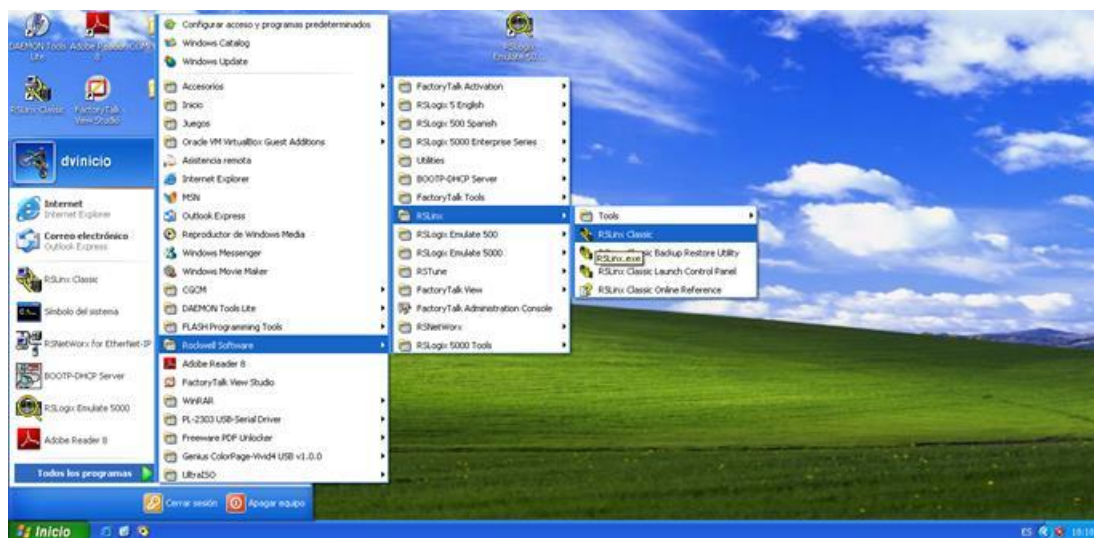 DAEMON Tools Lite
Adobe Reader 8
RSLogix Emulate 50...
RSLinx Classic
FactoryTalk View Studio
dvinicio
Internet
Internet Explorer
Correo electrónico
Outlook Express
RSLinx Classic
Símbolo del sistema
RSNetWorx for EtherNet-IP
BOOTP-DHCP Server
RSLogix Emulate 5000
Adobe Reader 8
Todos los programas
Configurar acceso y programas predeterminados
Windows Catalog
Windows Update
Accesorios
Inicio
Juegos
Oracle VM VirtualBox Guest Additions
Asistencia remota
Internet Explorer
MSN
Outlook Express
Reproductor de Windows Media
Windows Messenger
Windows Movie Maker
CGCM
DAEMON Tools Lite
FLASH Programming Tools
Rockwell Software
Adobe Reader 8
FactoryTalk View Studio
WinRAR
PL-2303 USB-Serial Driver
Freeware PDF Unlocker
Genius ColorPage-Vivid4 USB v1.0.0
UltraISO
FactoryTalk Activation
RSLogix 5 English
RSLogix 500 Spanish
RSLogix 5000 Enterprise Series
Utilities
BOOTP-DHCP Server
FactoryTalk Tools
RSLinx
RSLogix Emulate 500
RSLogix Emulate 5000
RSTune
FactoryTalk View
FactoryTalk Administration Console
RSNetWorx
RSLogix 5000 Tools
Tools
RSLinx Classic
RSLinx.exe
ic Backup Restore Utility
RSLinx Classic Launch Control Panel
RSLinx Classic Online Reference
Cerrar sesión
Apagar equipo
Inicio
ES